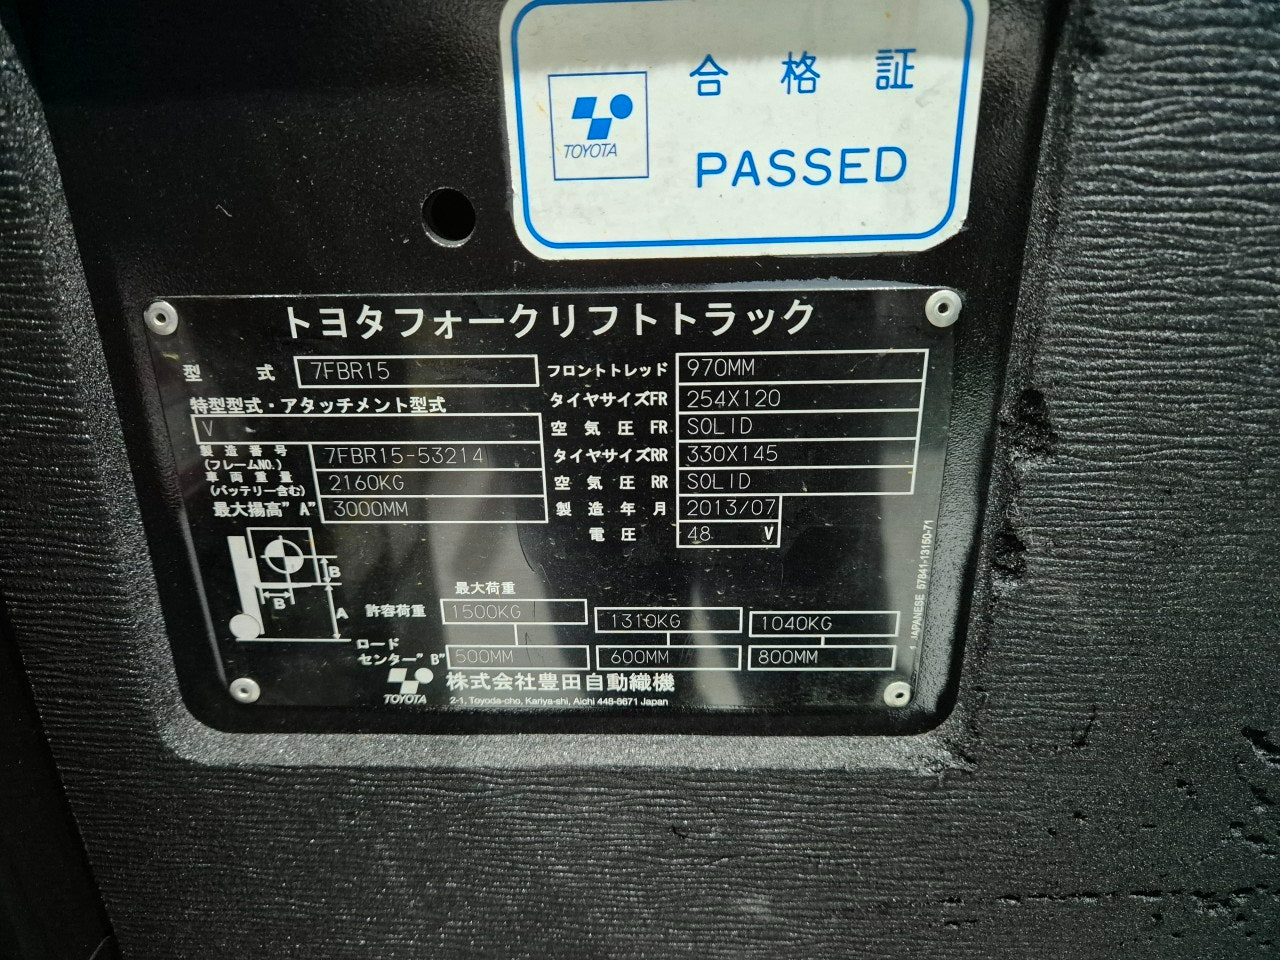 合格証
TOYOTA
PASSED
トヨタフォークリフトトラック
型式 7FBR15
特型型式・アタッチメント型式
V -
製造番号
(フレームNO.) 7FBR15-53214
車両重量
(バッテリー含む) 2160KG
最大揚高"A" 3000MM
フロントトレッド 970MM
タイヤサイズFR 254X120
空気圧 FR SOLID
タイヤサイズRR 330X145
空気圧 RR SOLID
製造年月 2013/07
電圧 48 V
B
B
A
最大荷重
許容荷重 1500KG 1310KG 1040KG
ロード
センター"B" 500MM 600MM 800MM
TOYOTA 株式会社豊田自動織機
2-1, Toyoda-cho, Kariya-shi, Aichi 448-8671 Japan
JAPANESE 57641-13150-71